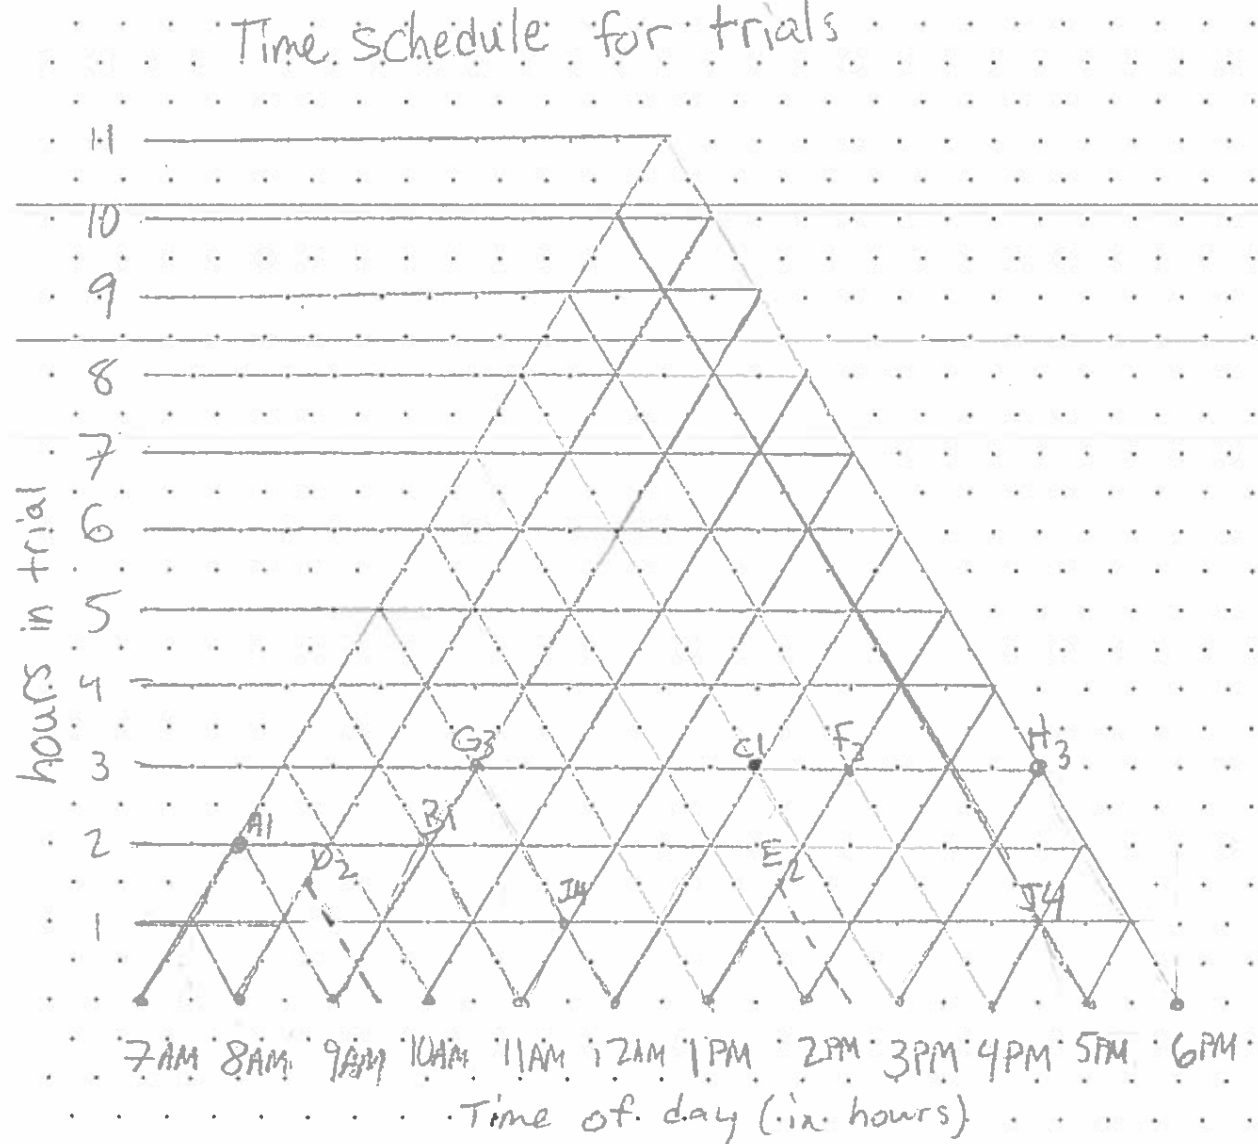 Time schedule for trials
11
10
9
8
7
6
5
4
3
2
1
hours in trial
G3
C1
F3
H3
A1
B1
D2
E2
I4
J4
7AM 8AM 9AM 10AM 11AM 12AM 1PM 2PM 3PM 4PM 5PM 6PM
Time of day (in hours)